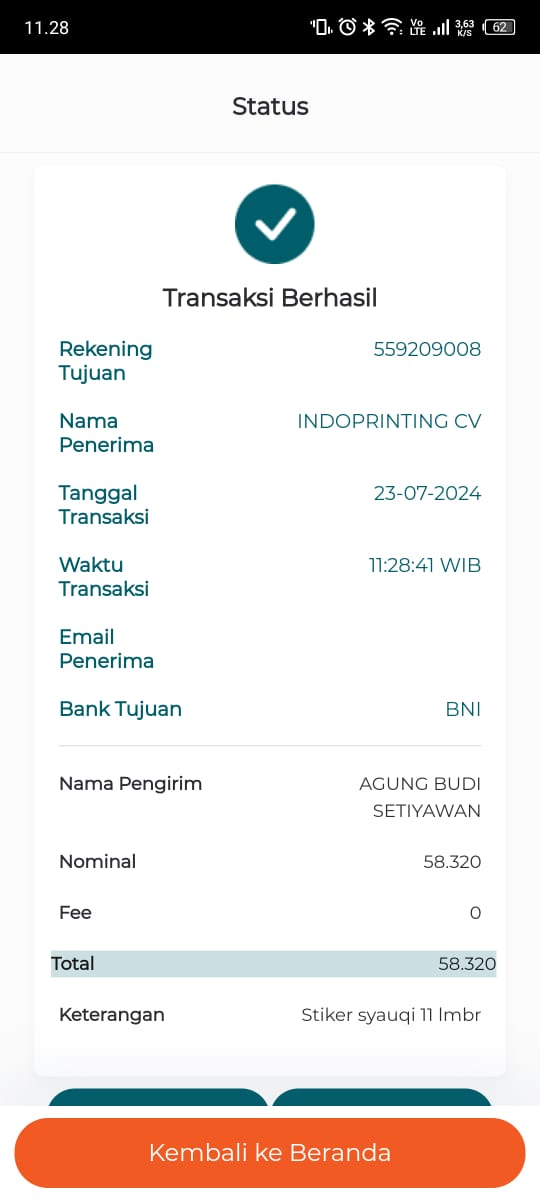 11.28
Vo LTE 3,63 K/S 62
Status
Transaksi Berhasil
Rekening Tujuan 559209008
Nama Penerima INDOPRINTING CV
Tanggal Transaksi 23-07-2024
Waktu Transaksi 11:28:41 WIB
Email Penerima
Bank Tujuan BNI
Nama Pengirim AGUNG BUDI SETIYAWAN
Nominal 58.320
Fee 0
Total 58.320
Keterangan Stiker syauqi 11 lmbr
Kembali ke Beranda